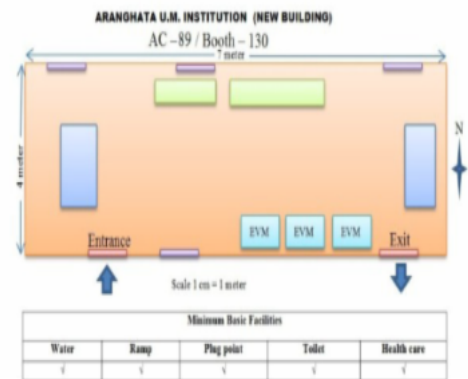 ARANGHATA U.M. INSTITUTION (NEW BUILDING)
AC – 89 / Booth – 130
7 meter
4 meter
N
EVM EVM EVM
Entrance
Exit
Scale 1 cm = 1 meter
Minimum Basic Facilities
Water Ramp Plug point Toilet Health care
√ √ √ √ √